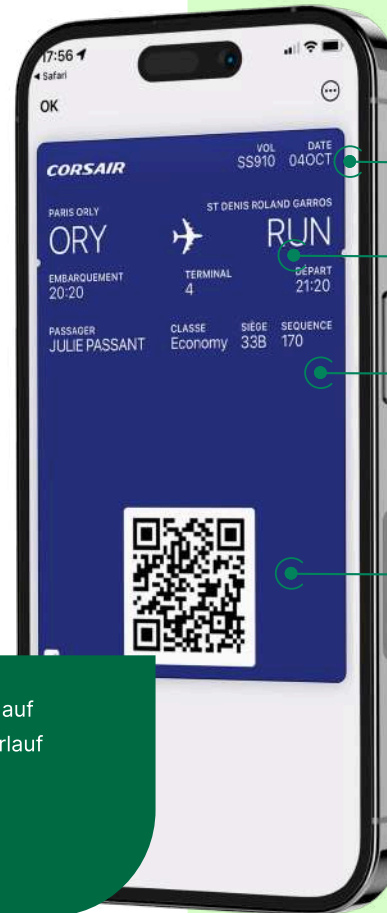 17:56
Safari
OK
CORSAIR
VOL DATE
SS910 04OCT
PARIS ORLY ST DENIS ROLAND GARROS
ORY RUN
EMBARQUEMENT TERMINAL DÉPART
20:20 4 21:20
PASSAGER CLASSE SIÈGE SEQUENCE
JULIE PASSANT Economy 33B 170
auf
rlauf